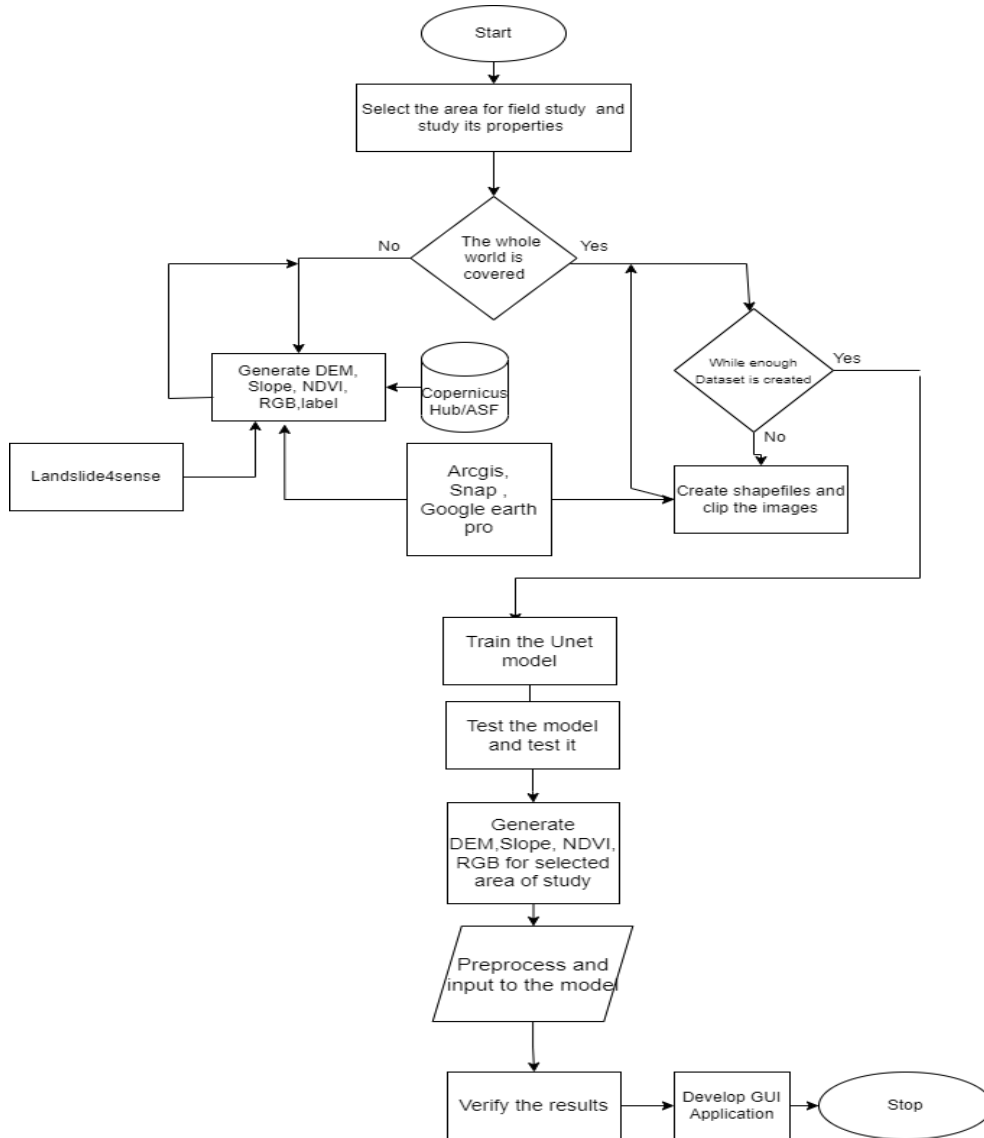 Start
Select the area for field study and
study its properties
No
The whole
world is
covered
Yes
Generate DEM,
Slope, NDVI,
RGB,label
Copernicus
Hub/ASF
While enough
Dataset is created
Yes
No
Landslide4sense
Arcgis,
Snap ,
Google earth
pro
Create shapefiles and
clip the images
Train the Unet
model
Test the model
and test it
Generate
DEM,Slope, NDVI,
RGB for selected
area of study
Preprocess and
input to the model
Verify the results
Develop GUI
Application
Stop